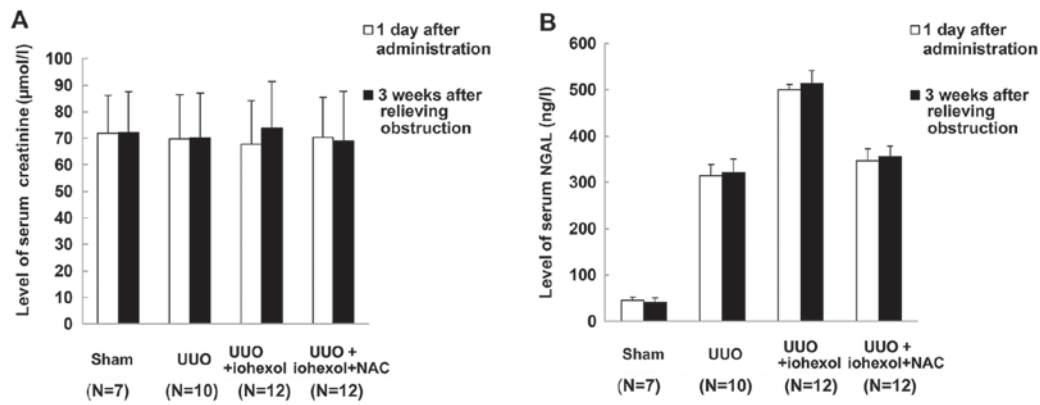 A
1 day after
administration
3 weeks after
relieving
obstruction
Level of serum creatinine (μmol/l)
100
90
80
70
60
50
40
30
20
10
0
Sham
(N=7)
UUO
(N=10)
UUO
+iohexol
(N=12)
UUO +
iohexol+NAC
(N=12)
B
1 day after
administration
3 weeks after
relieving
obstruction
Level of serum NGAL (ng/l)
600
500
400
300
200
100
0
Sham
(N=7)
UUO
(N=10)
UUO
+iohexol
(N=12)
UUO +
iohexol+NAC
(N=12)